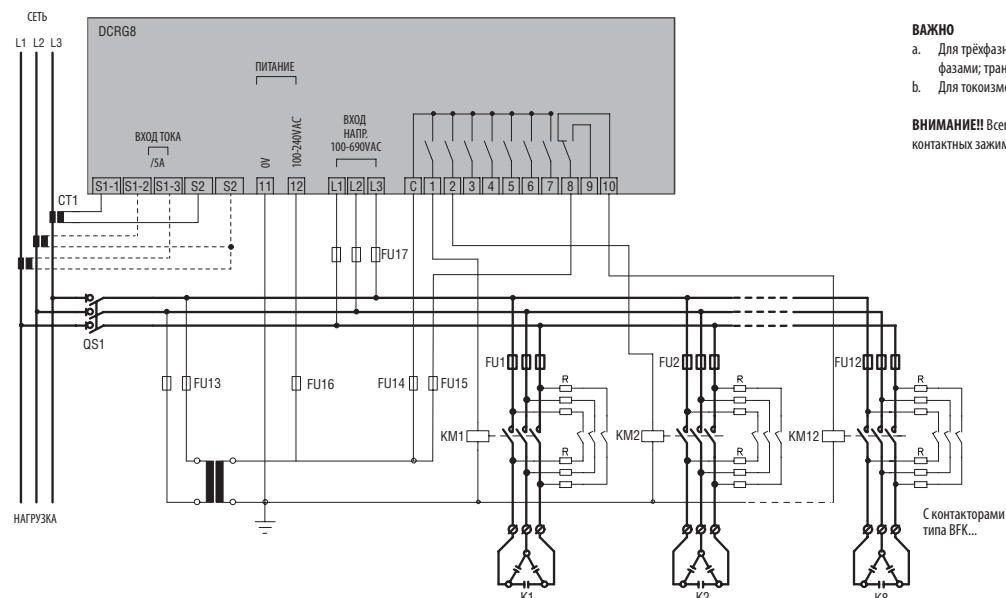 СЕТЬ
L1 L2 L3
DCRG8
ПИТАНИЕ
ВХОД ТОКА
/5A
0V
100-240VAC
ВХОД
НАПР.
100-690VAC
S1-1 S1-2 S1-3 S2 S2 11 12 L1 L2 L3 C 1 2 3 4 5 6 7 8 9 10
CT1
FU17
QS1
FU13 FU16 FU14 FU15
FU1 FU2 FU12
R R R
KM1 KM2 KM12
R R R
НАГРУЗКА
K1 K2 K8
С контакторами
типа BFK...
ВАЖНО
a. Для трёхфазн
фазами; тран
b. Для токоизме
ВНИМАНИЕ!! Всег
контактных зажим